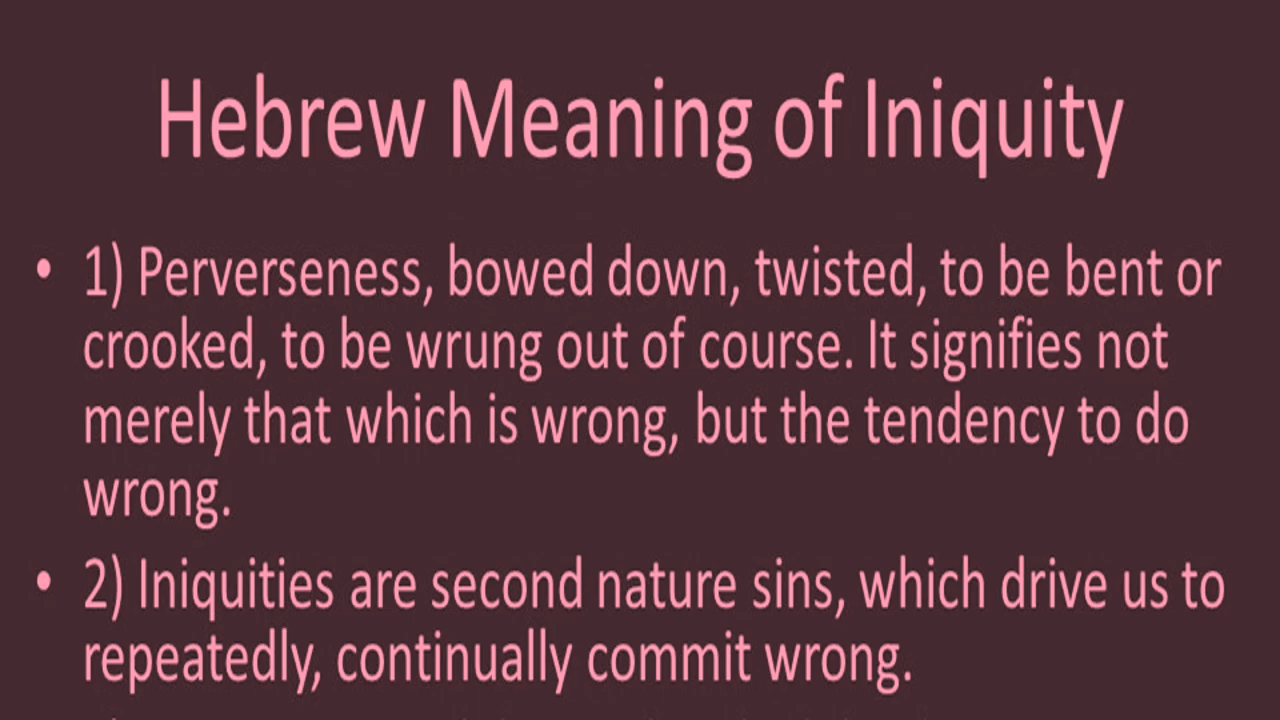 Hebrew Meaning of Iniquity
• 1) Perverseness, bowed down, twisted, to be bent or
crooked, to be wrung out of course. It signifies not
merely that which is wrong, but the tendency to do
wrong.
• 2) Iniquities are second nature sins, which drive us to
repeatedly, continually commit wrong.